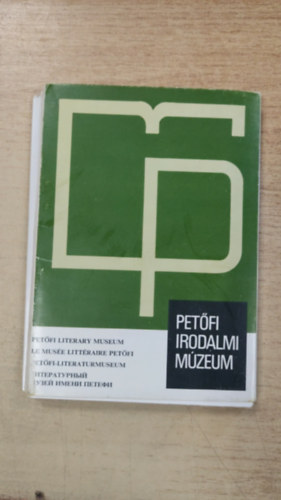 PETŐFI
IRODALMI
MÚZEUM
PETŐFI LITERARY MUSEUM
LE MUSÉE LITTÉRAIRE PETŐFI
PETŐFI-LITERATURMUSEUM
ЛИТЕРАТУРНЫЙ
МУЗЕЙ ИМЕНИ ПЕТЕФИ